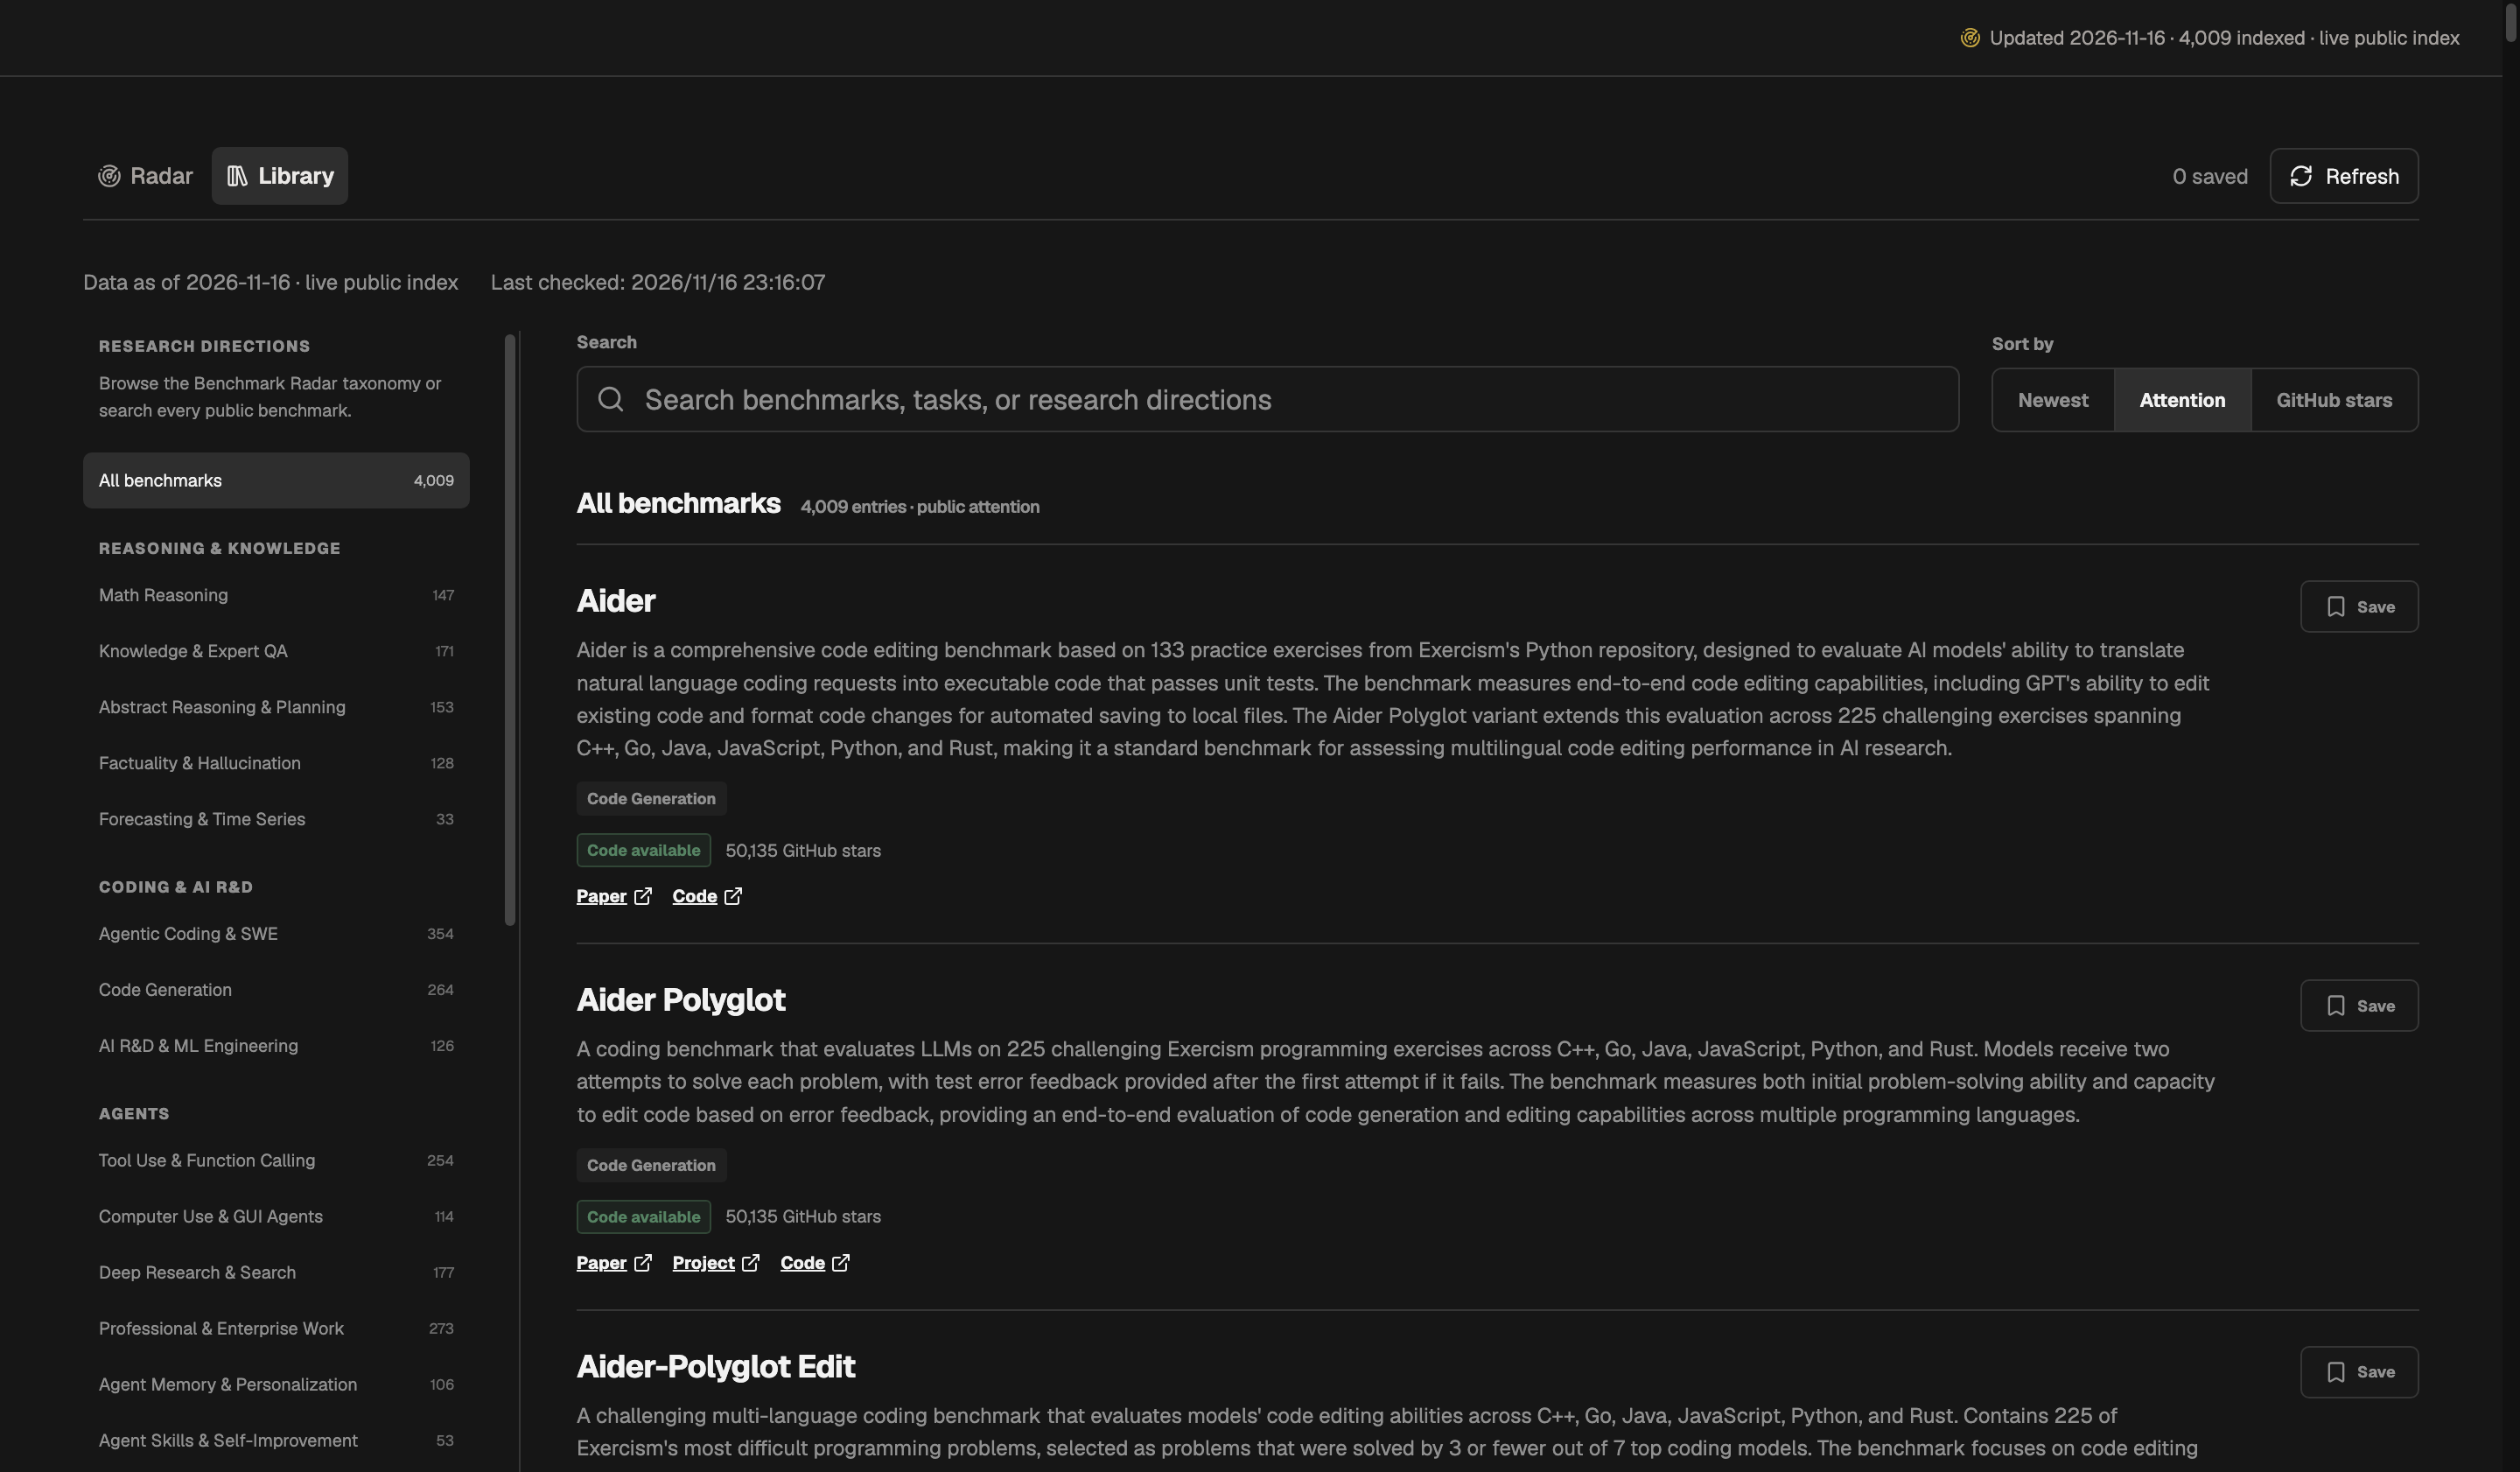 Updated 2026-11-16 · 4,009 indexed · live public index
Radar
Library
0 saved
Refresh
Data as of 2026-11-16 · live public index
Last checked: 2026/11/16 23:16:07
RESEARCH DIRECTIONS
Browse the Benchmark Radar taxonomy or
search every public benchmark.
All benchmarks 4,009
REASONING & KNOWLEDGE
Math Reasoning 147
Knowledge & Expert QA 171
Abstract Reasoning & Planning 153
Factuality & Hallucination 128
Forecasting & Time Series 33
CODING & AI R&D
Agentic Coding & SWE 354
Code Generation 264
AI R&D & ML Engineering 126
AGENTS
Tool Use & Function Calling 254
Computer Use & GUI Agents 114
Deep Research & Search 177
Professional & Enterprise Work 273
Agent Memory & Personalization 106
Agent Skills & Self-Improvement 53
Search
Search benchmarks, tasks, or research directions
Sort by
Newest
Attention
GitHub stars
All benchmarks 4,009 entries · public attention
Aider
Save
Aider is a comprehensive code editing benchmark based on 133 practice exercises from Exercism's Python repository, designed to evaluate AI models' ability to translate
natural language coding requests into executable code that passes unit tests. The benchmark measures end-to-end code editing capabilities, including GPT's ability to edit
existing code and format code changes for automated saving to local files. The Aider Polyglot variant extends this evaluation across 225 challenging exercises spanning
C++, Go, Java, JavaScript, Python, and Rust, making it a standard benchmark for assessing multilingual code editing performance in AI research.
Code Generation
Code available 50,135 GitHub stars
Paper Code
Aider Polyglot
Save
A coding benchmark that evaluates LLMs on 225 challenging Exercism programming exercises across C++, Go, Java, JavaScript, Python, and Rust. Models receive two
attempts to solve each problem, with test error feedback provided after the first attempt if it fails. The benchmark measures both initial problem-solving ability and capacity
to edit code based on error feedback, providing an end-to-end evaluation of code generation and editing capabilities across multiple programming languages.
Code Generation
Code available 50,135 GitHub stars
Paper Project Code
Aider-Polyglot Edit
Save
A challenging multi-language coding benchmark that evaluates models' code editing abilities across C++, Go, Java, JavaScript, Python, and Rust. Contains 225 of
Exercism's most difficult programming problems, selected as problems that were solved by 3 or fewer out of 7 top coding models. The benchmark focuses on code editing